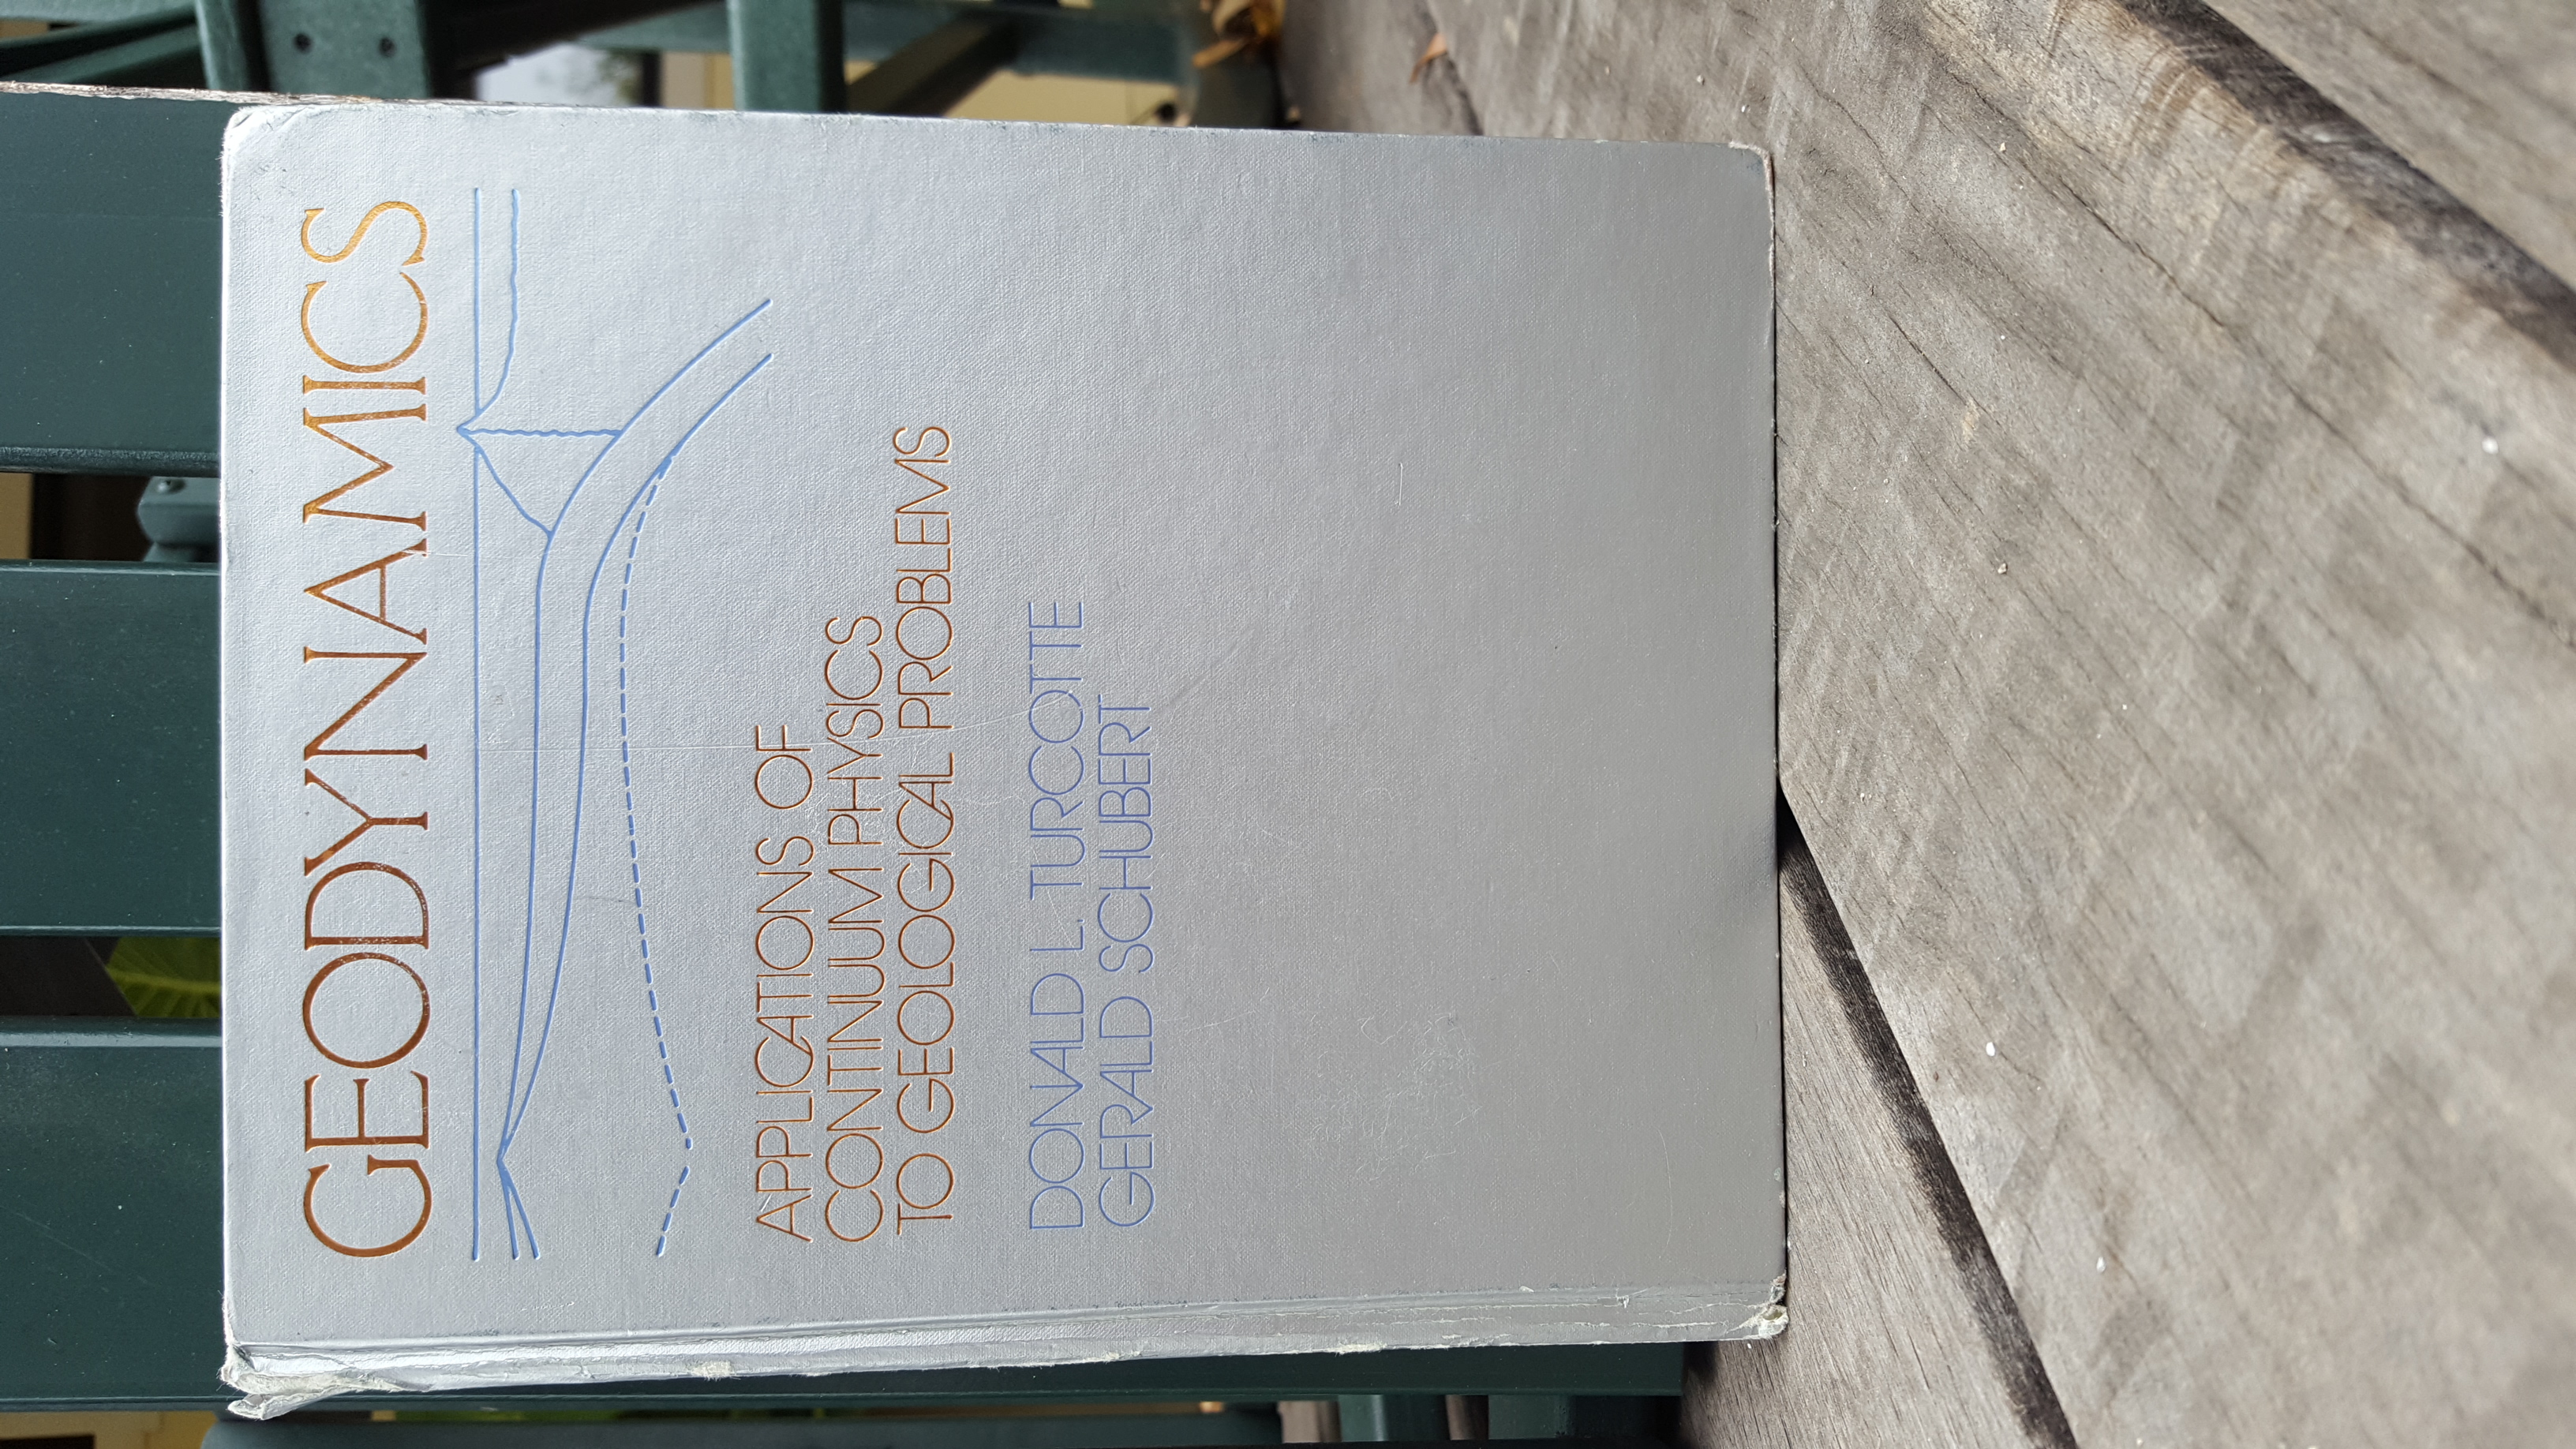 GEODYNAMICS
APPLICATIONS OF
CONTINUUM PHYSICS
TO GEOLOGICAL PROBLEMS
DONALD L. TURCOTTE
GERALD SCHUBERT